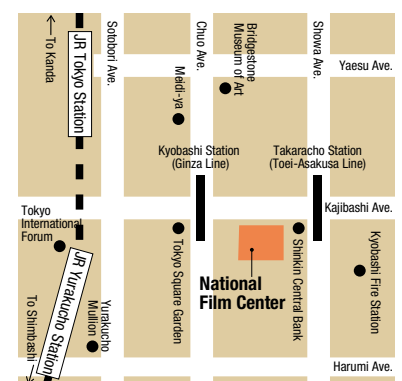 To Kanda
JR Tokyo Station
Sotobori Ave.
Chuo Ave.
Bridgestone
Museum of Art
Showa Ave.
Yaesu Ave.
Meidi-ya
Kyobashi Station
(Ginza Line)
Takaracho Station
(Toei-Asakusa Line)
Kajibashi Ave.
Tokyo
International
Forum
JR Yurakucho Station
To Shimbashi
Yurakucho
Mullion
Tokyo Square Garden
National
Film Center
Shinkin Central Bank
Kyobashi Fire Station
Harumi Ave.